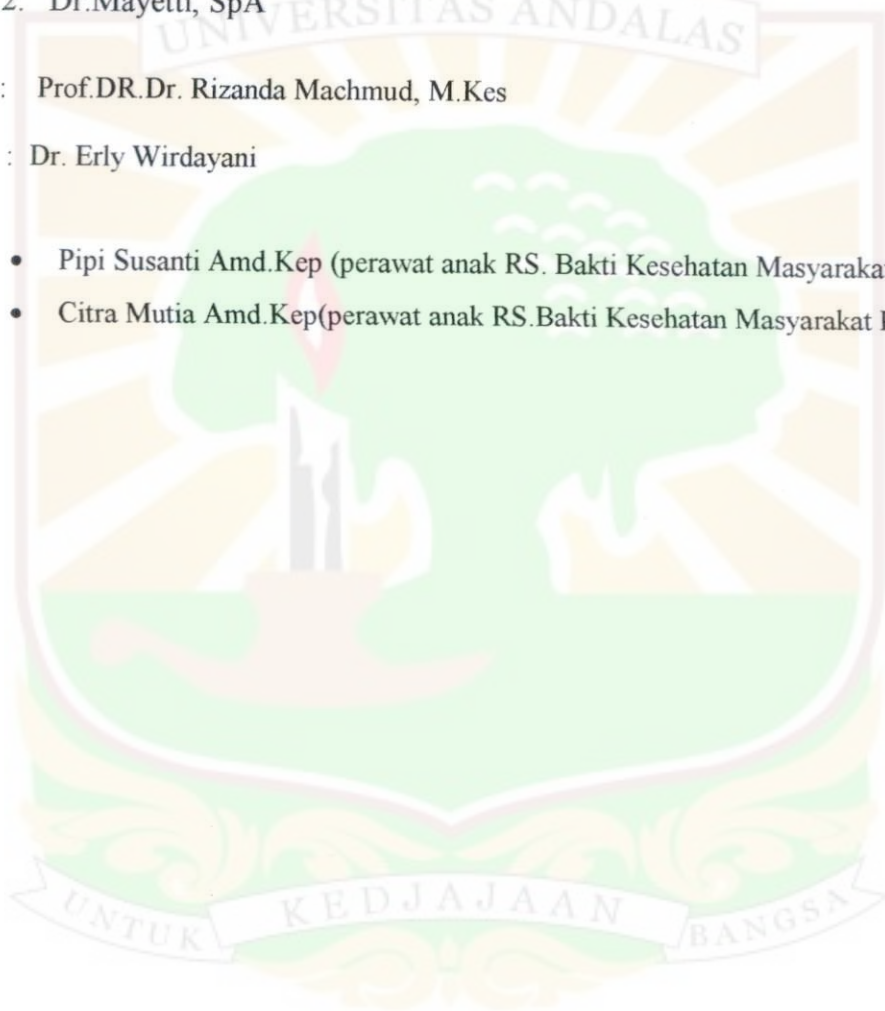 2. Dr.Mayetti, SpA
UNIVERSITAS ANDALAS
: Prof.DR.Dr. Rizanda Machmud, M.Kes
: Dr. Erly Wirdayani
• Pipi Susanti Amd.Kep (perawat anak RS. Bakti Kesehatan Masyaraka
• Citra Mutia Amd.Kep(perawat anak RS.Bakti Kesehatan Masyarakat
UNTUK KEDJAJAAN BANGSA